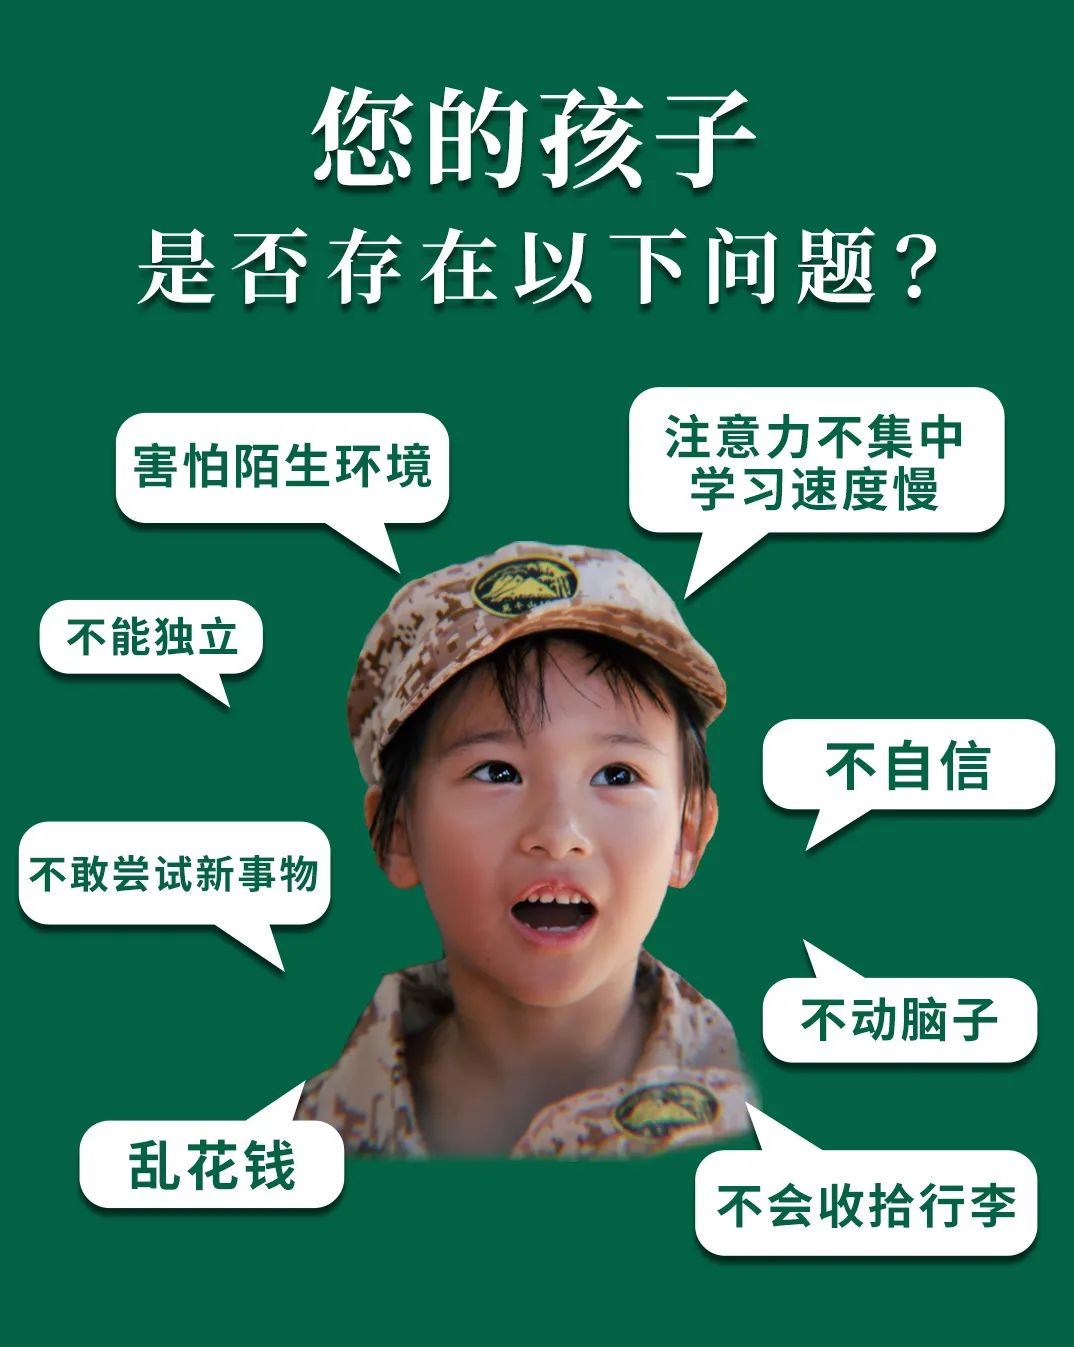 您的孩子
是否存在以下问题？
害怕陌生环境
注意力不集中
学习速度慢
不能独立
不自信
不敢尝试新事物
不动脑子
乱花钱
不会收拾行李